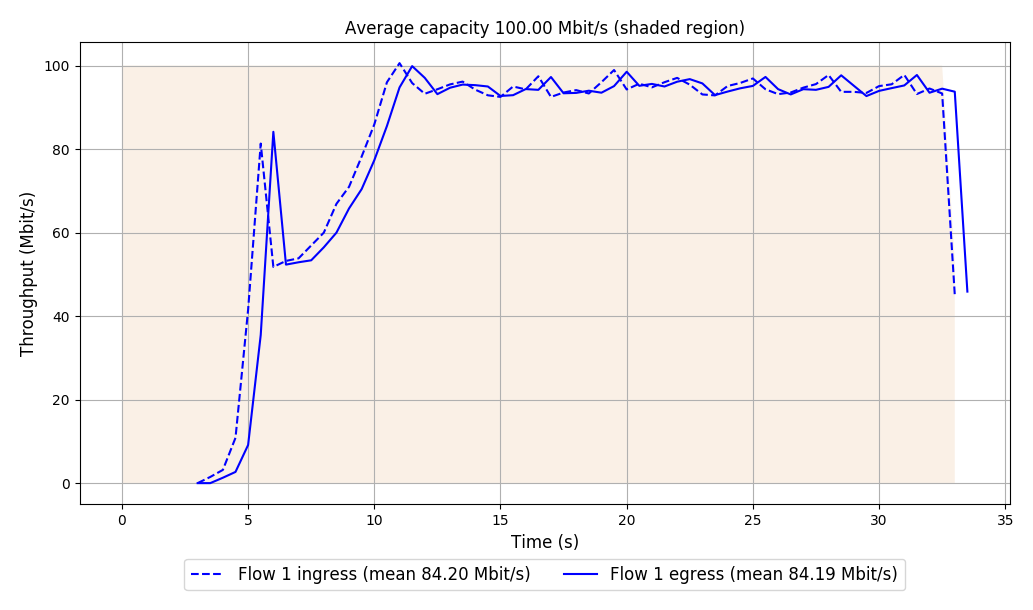 Average capacity 100.00 Mbit/s (shaded region)
100
80
60
40
20
0
Throughput (Mbit/s)
0 5 10 15 20 25 30 35
Time (s)
Flow 1 ingress (mean 84.20 Mbit/s) Flow 1 egress (mean 84.19 Mbit/s)